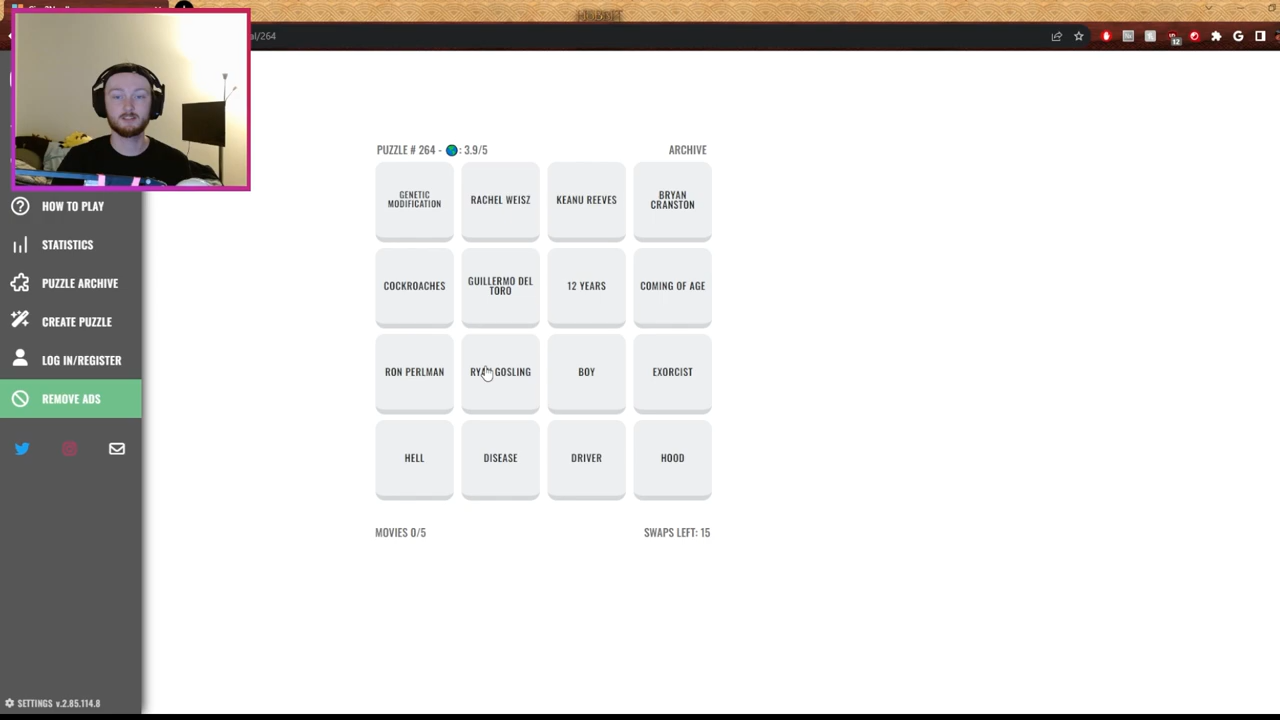 al/264
12
PUZZLE # 264 - : 3.9/5
ARCHIVE
GENETIC
MODIFICATION
RACHEL WEISZ
KEANU REEVES
BRYAN
CRANSTON
COCKROACHES
GUILLERMO DEL
TORO
12 YEARS
COMING OF AGE
RON PERLMAN
RYAN GOSLING
BOY
EXORCIST
HELL
DISEASE
DRIVER
HOOD
MOVIES 0/5
SWAPS LEFT: 15
HOW TO PLAY
STATISTICS
PUZZLE ARCHIVE
CREATE PUZZLE
LOG IN/REGISTER
REMOVE ADS
SETTINGS v.2.85.114.8